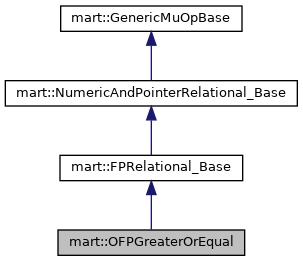 mart::GenericMuOpBase
mart::NumericAndPointerRelational_Base
mart::FPRelational_Base
mart::OFPGreaterOrEqual